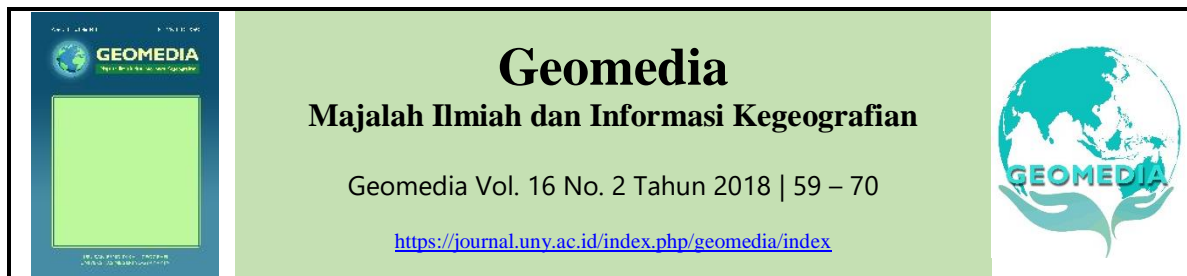 GEOMEDIA
Geomedia
Majalah Ilmiah dan Informasi Kegeografian
Geomedia Vol. 16 No. 2 Tahun 2018 | 59 – 70
https://journal.uny.ac.id/index.php/geomedia/index
GEOMEDIA